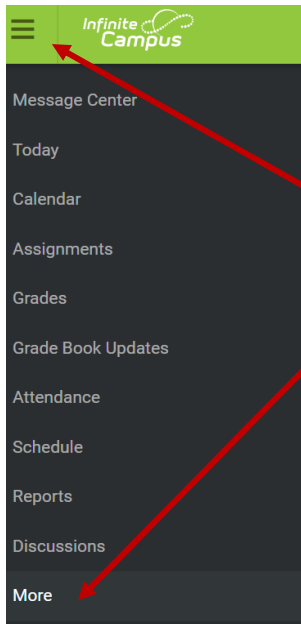 Infinite
Campus
Message Center
Today
Calendar
Assignments
Grades
Grade Book Updates
Attendance
Schedule
Reports
Discussions
More